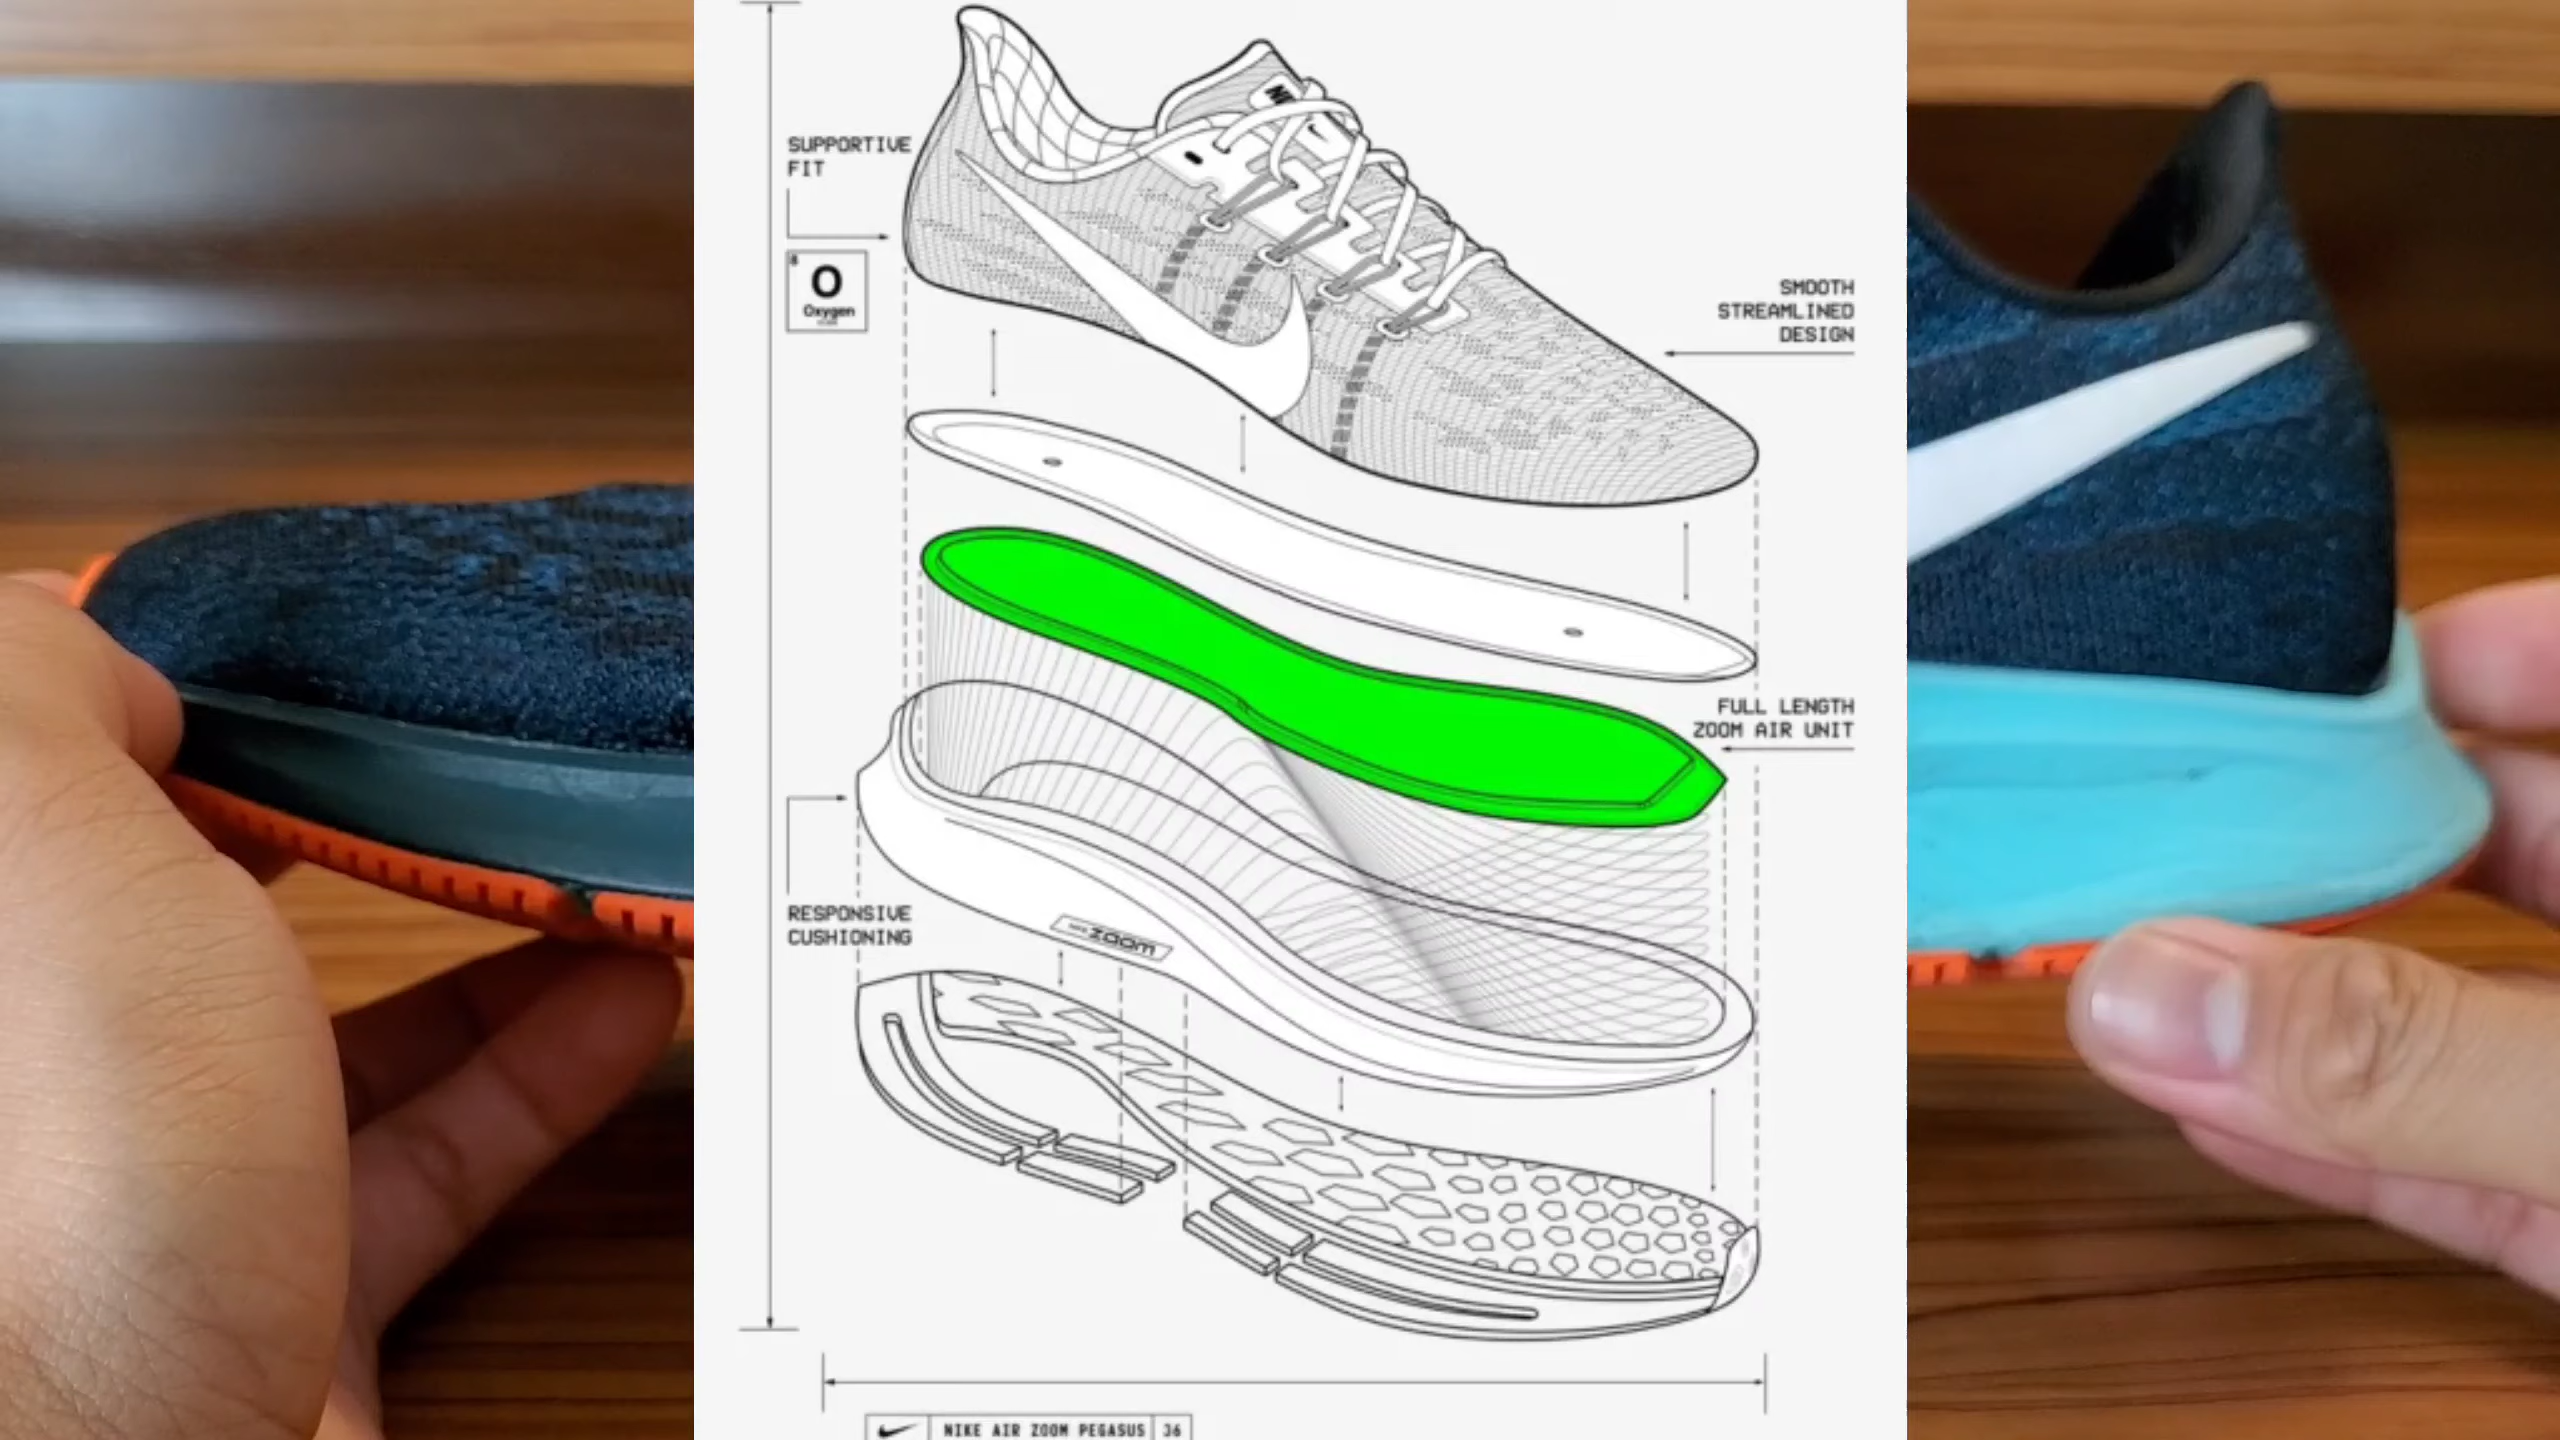 SUPPORTIVE
FIT
8
O
Oxygen
SMOOTH
STREAMLINED
DESIGN
FULL LENGTH
ZOOM AIR UNIT
RESPONSIVE
CUSHIONING
ZOOM
NIKE AIR ZOOM PEGASUS 36